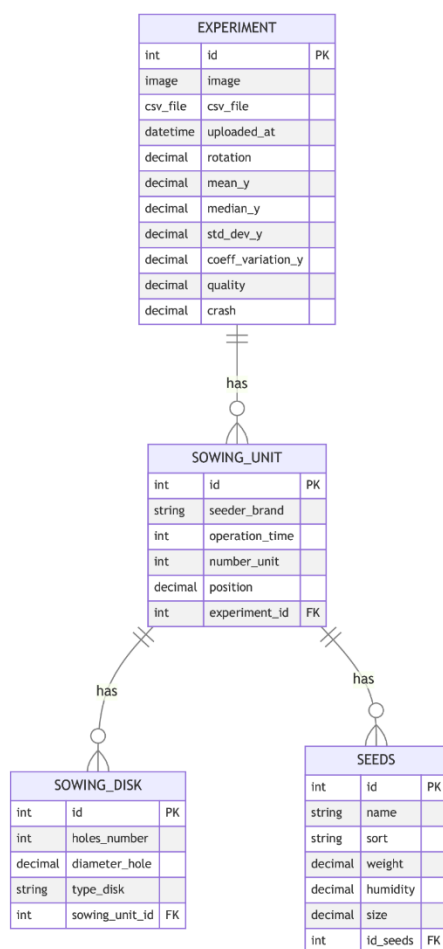 EXPERIMENT
int id PK
image image
csv_file csv_file
datetime uploaded_at
decimal rotation
decimal mean_y
decimal median_y
decimal std_dev_y
decimal coeff_variation_y
decimal quality
decimal crash
has
SOWING_UNIT
int id PK
string seeder_brand
int operation_time
int number_unit
decimal position
int experiment_id FK
has
has
SOWING_DISK
int id PK
int holes_number
decimal diameter_hole
string type_disk
int sowing_unit_id FK
SEEDS
int id PK
string name
string sort
decimal weight
decimal humidity
decimal size
int id_seeds FK